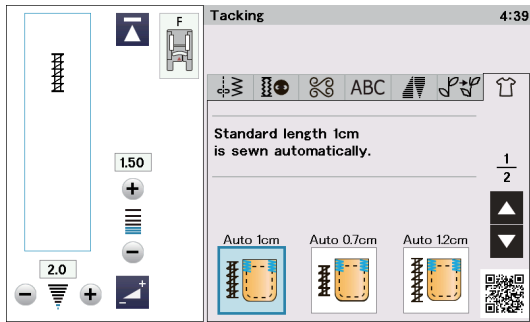 F
Tacking
4:39
ABC
Standard length 1cm
is sewn automatically.
1
2
1.50
2.0
Auto 1cm
Auto 0.7cm
Auto 1.2cm